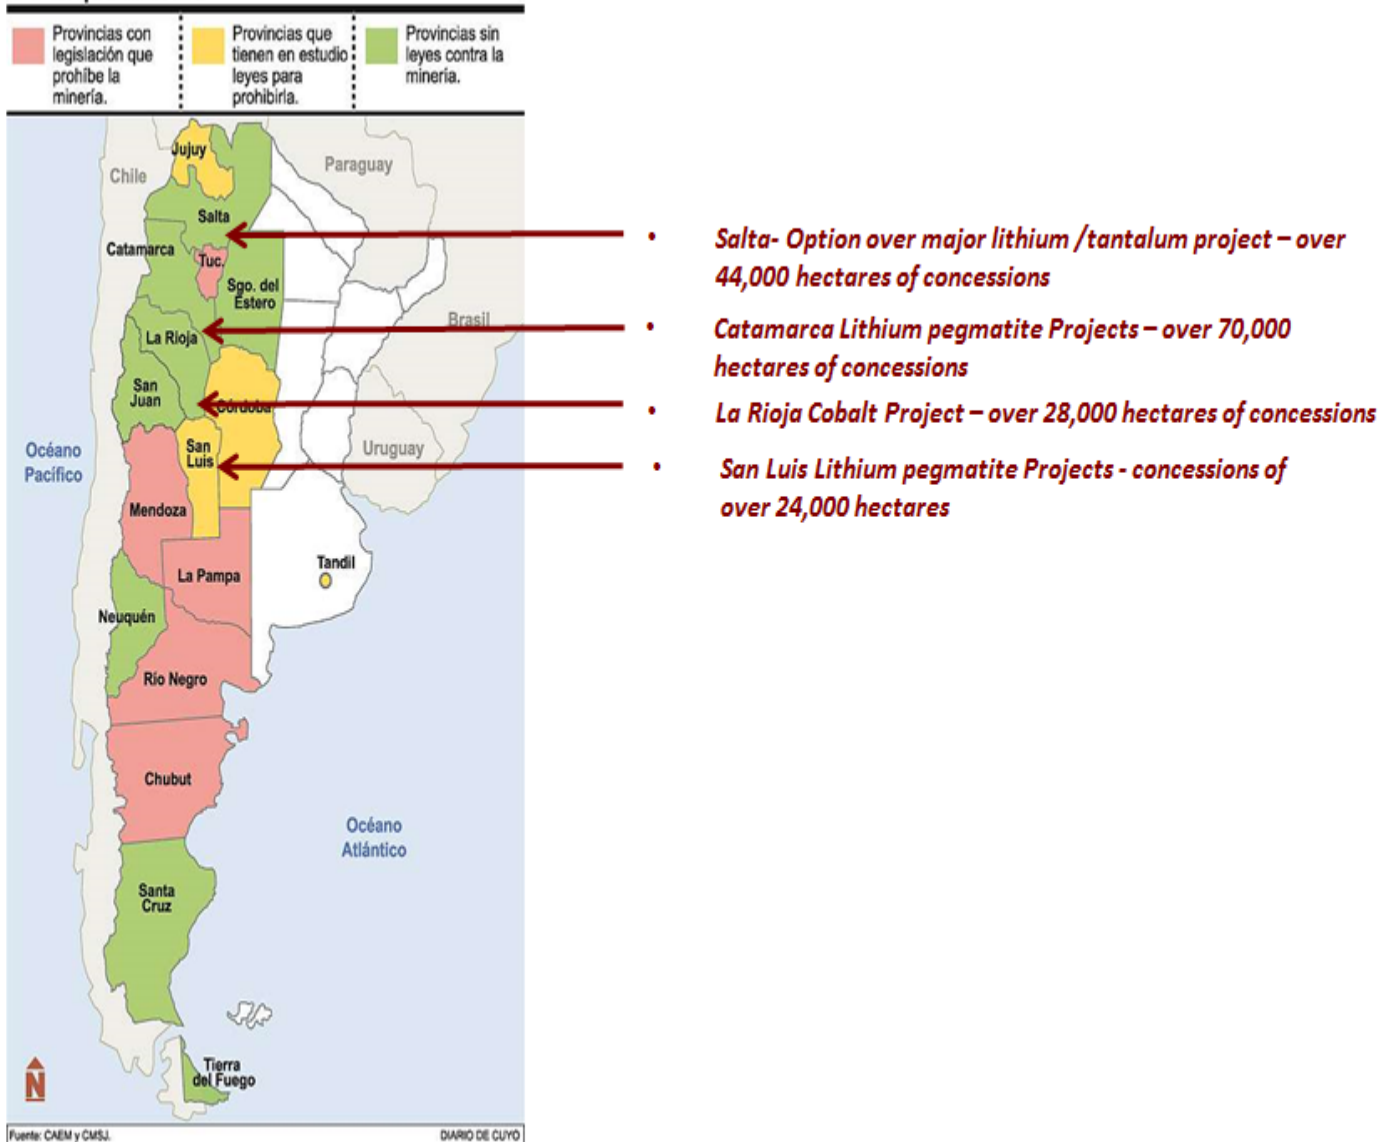 Provincias con
legislación que
prohíbe la
minería.
Provincias que
tienen en estudio
leyes para
prohibirla.
Provincias sin
leyes contra la
minería.
Jujuy
Paraguay
Chile
Salta
Catamarca
Tuc.
Sgo. del
Estero
Brasil
La Rioja
San
Juan
Córdoba
San
Luis
Uruguay
Océano
Pacífico
Mendoza
Tandil
La Pampa
Neuquén
Río Negro
Chubut
Océano
Atlántico
Santa
Cruz
Tierra
del Fuego
N
Fuente: CAEM y CMSJ.
DIARIO DE CUYO
• Salta- Option over major lithium /tantalum project – over
44,000 hectares of concessions
• Catamarca Lithium pegmatite Projects – over 70,000
hectares of concessions
• La Rioja Cobalt Project – over 28,000 hectares of concessions
• San Luis Lithium pegmatite Projects - concessions of
over 24,000 hectares